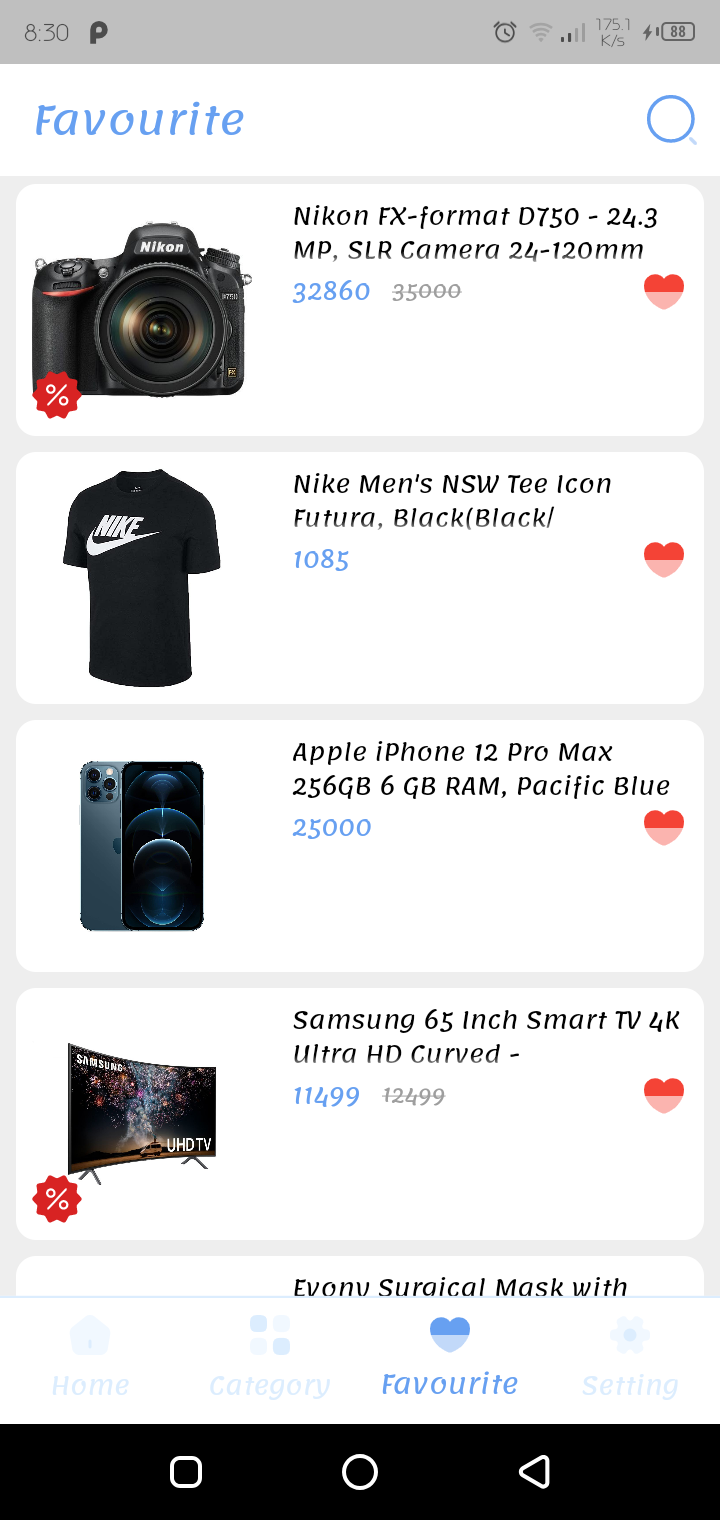 8:30
175.1
K/s
88
Favourite
Nikon FX-format D750 - 24.3
MP, SLR Camera 24-120mm
32860 35000
Nikon
D750
FX
%
Nike Men's NSW Tee Icon
Futura, Black(Black/
1085
NIKE
Apple iPhone 12 Pro Max
256GB 6 GB RAM, Pacific Blue
25000
Samsung 65 Inch Smart TV 4K
Ultra HD Curved -
11499 12499
SAMSUNG
UHD TV
%
Evony Surgical Mask with
Home
Category
Favourite
Setting